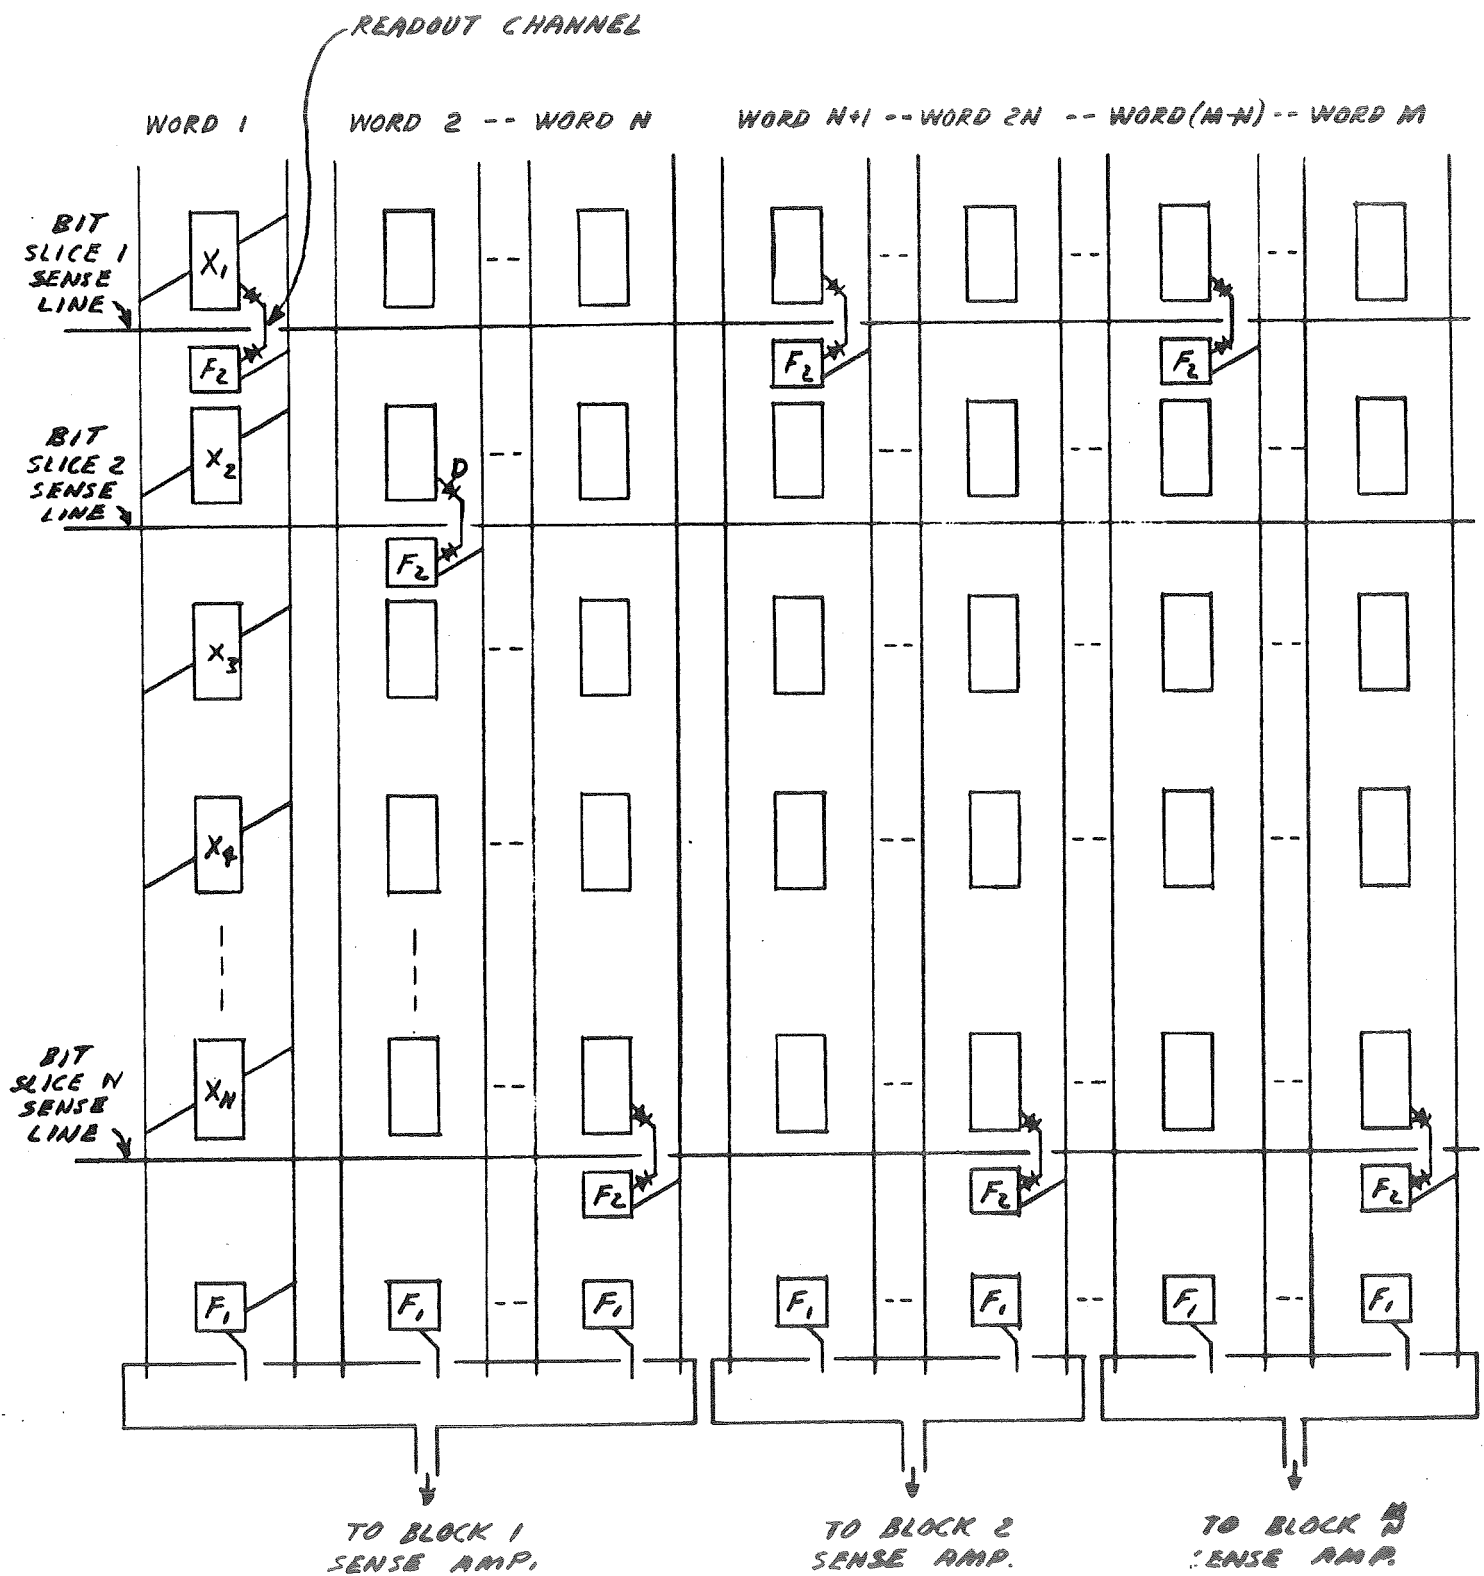 READOUT CHANNEL
WORD 1 WORD 2 -- WORD N WORD N+1 -- WORD 2N -- WORD (M-N) -- WORD M
BIT
SLICE 1
SENSE
LINE
X1
F2 F2 F2
BIT
SLICE 2
SENSE
LINE
X2
D
F2
X3
X4
BIT
SLICE N
SENSE
LINE
XN
F2 F2 F2
F1 F1 F1 F1 F1 F1 F1
TO BLOCK 1
SENSE AMP.
TO BLOCK 2
SENSE AMP.
TO BLOCK
SENSE AMP.